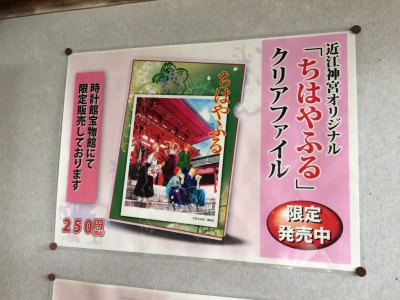 近江神宮オリジナル
「ちはやふる」
クリアファイル
限定
発売中
ちはやふる
時計館宝物館にて
限定販売しております
250円